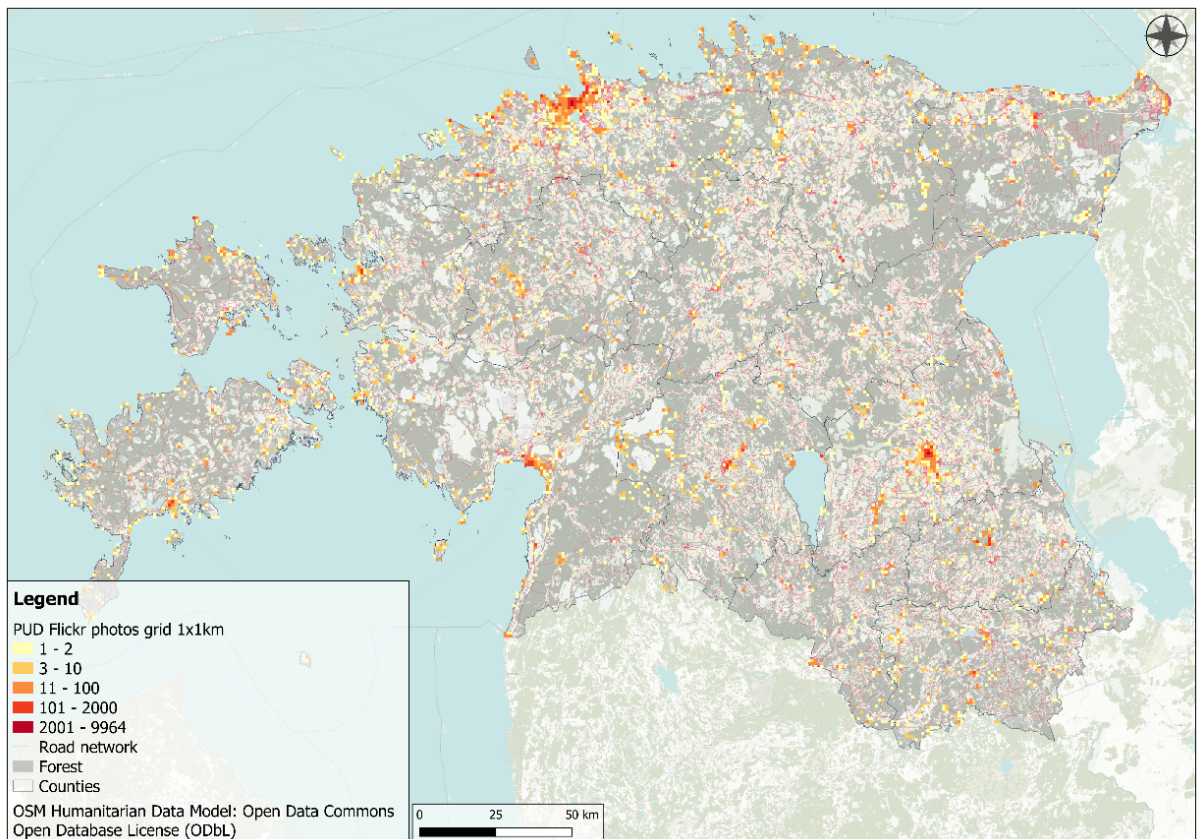 Legend
PUD Flickr photos grid 1x1km
1 - 2
3 - 10
11 - 100
101 - 2000
2001 - 9964
Road network
Forest
Counties
OSM Humanitarian Data Model: Open Data Commons
Open Database License (ODbL)
0 25 50 km